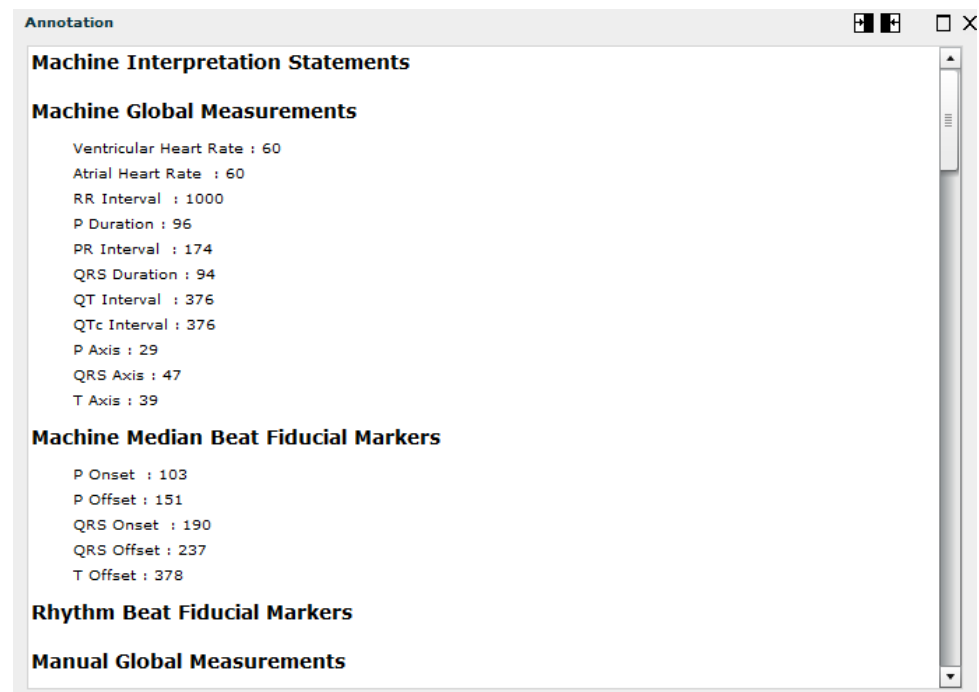 Annotation
Machine Interpretation Statements
Machine Global Measurements
Ventricular Heart Rate : 60
Atrial Heart Rate  : 60
RR Interval  : 1000
P Duration : 96
PR Interval  : 174
QRS Duration : 94
QT Interval  : 376
QTc Interval : 376
P Axis : 29
QRS Axis : 47
T Axis : 39
Machine Median Beat Fiducial Markers
P Onset  : 103
P Offset : 151
QRS Onset  : 190
QRS Offset : 237
T Offset : 378
Rhythm Beat Fiducial Markers
Manual Global Measurements